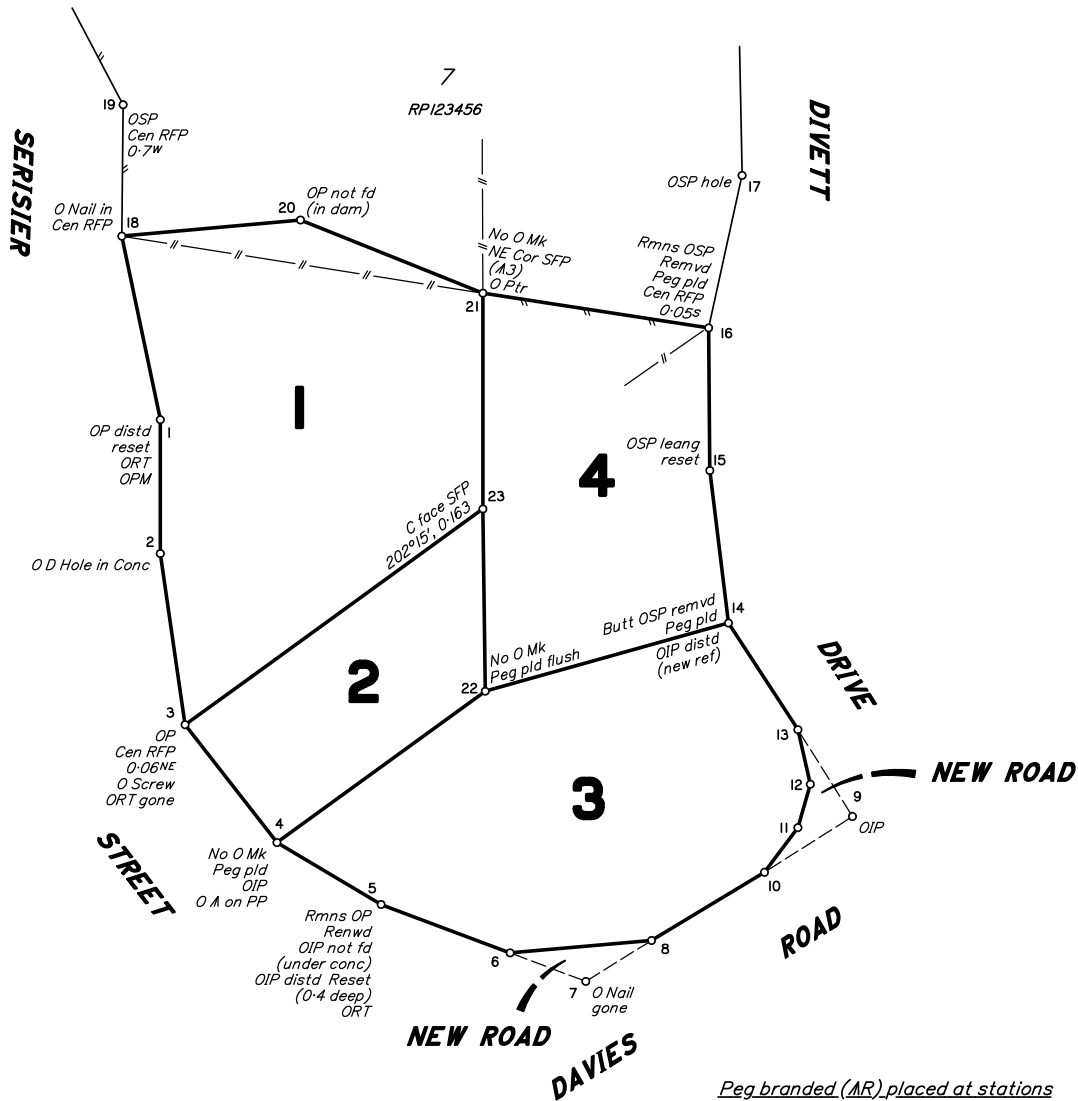 7
RP123456
19
OSP
Cen RFP
0·7W
SERISIER
DIVETT
OSP hole
17
O Nail in
Cen RFP
18
20
OP not fd
(in dam)
No O Mk
NE Cor SFP
(Λ3)
O Ptr
21
Rmns OSP
Remvd
Peg pld
Cen RFP
0·05S
16
1
OP distd
reset
ORT
OPM
1
OSP leang
reset
15
4
2
O D Hole in Conc
C face SFP
202°15', 0·163
23
Butt OSP remvd
Peg pld
OIP distd
(new ref)
14
No O Mk
Peg pld flush
22
2
3
OP
Cen RFP
0·06NE
O Screw
ORT gone
DRIVE
13
12
NEW ROAD
9
OIP
11
3
10
STREET
4
No O Mk
Peg pld
OIP
O Λ on PP
5
Rmns OP
Renwd
OIP not fd
(under conc)
OIP distd Reset
(0·4 deep)
ORT
6
8
7
O Nail
gone
ROAD
NEW ROAD
DAVIES
Peg branded (ΛR) placed at stations